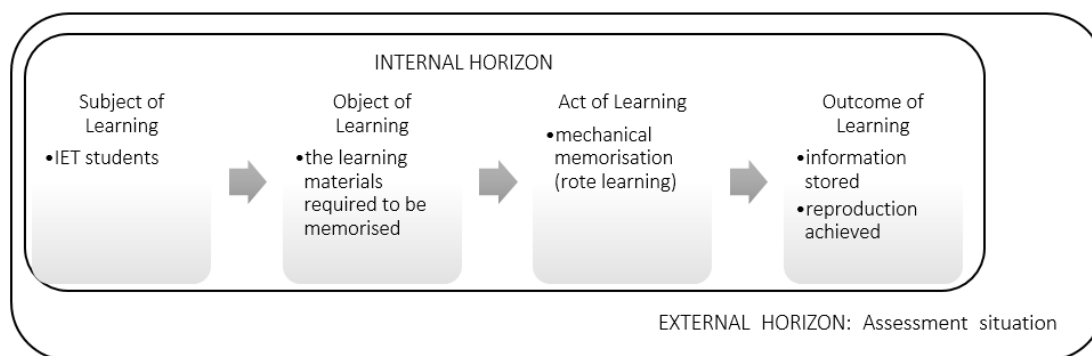 INTERNAL HORIZON
Subject of
Learning
•IET students
Object of
Learning
•the learning
materials
required to be
memorised
Act of Learning
•mechanical
memorisation
(rote learning)
Outcome of
Learning
•information
stored
•reproduction
achieved
EXTERNAL HORIZON: Assessment situation